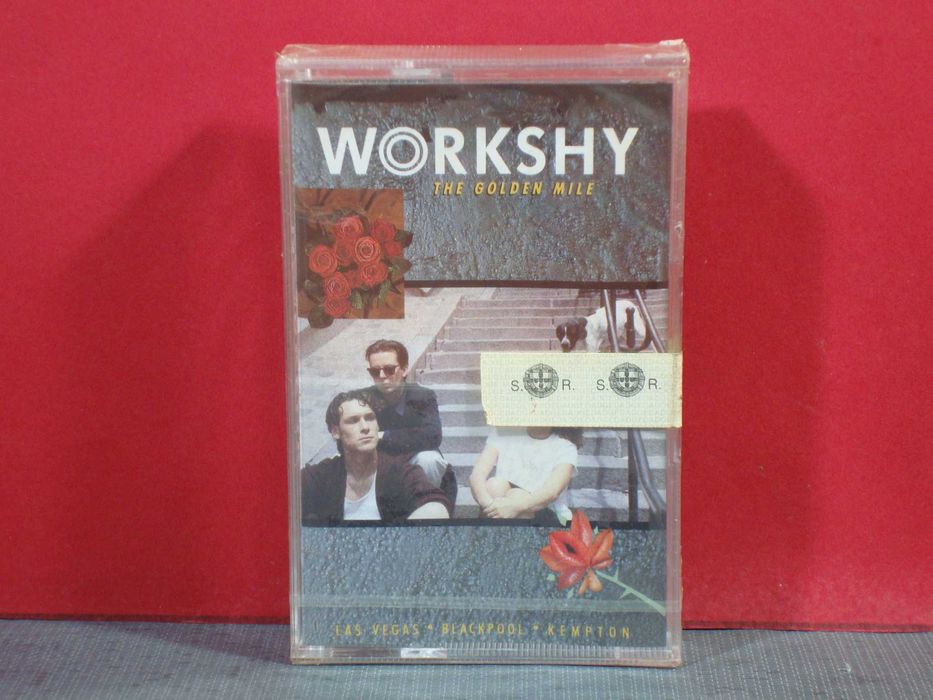 WORKSHY
THE GOLDEN MILE
S. R. S. R.
LAS VEGAS * BLACKPOOL * KEMPTON